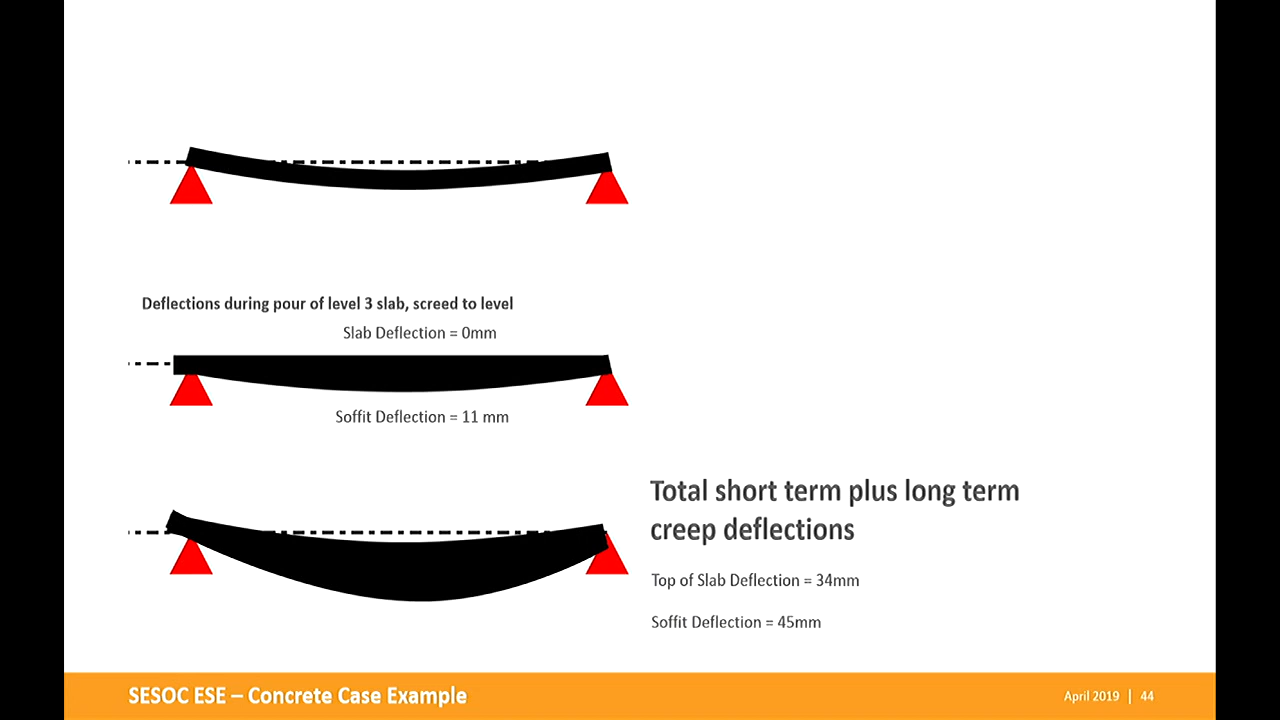 Deflections during pour of level 3 slab, screed to level
Slab Deflection = 0mm
Soffit Deflection = 11 mm
Total short term plus long term
creep deflections
Top of Slab Deflection = 34mm
Soffit Deflection = 45mm
SESOC ESE – Concrete Case Example
April 2019 | 44